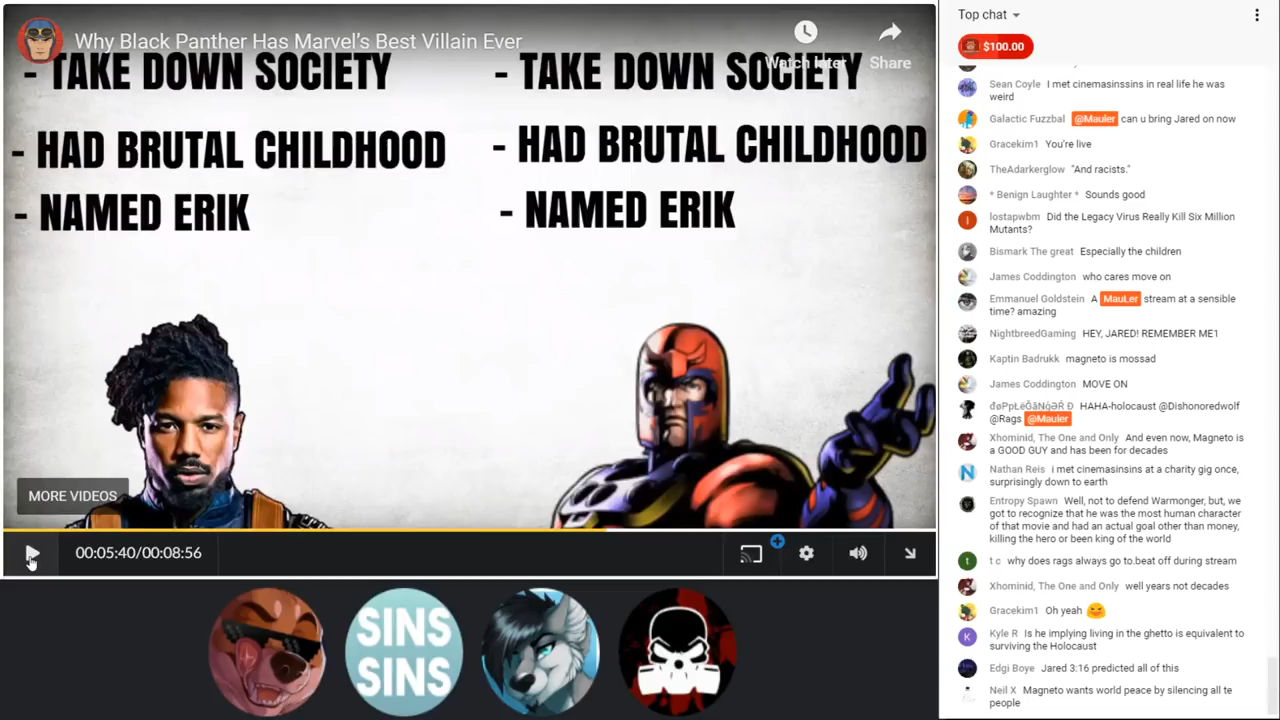 Why Black Panther Has Marvel's Best Villain Ever
Watch later
Share
- TAKE DOWN SOCIETY
- HAD BRUTAL CHILDHOOD
- NAMED ERIK
- TAKE DOWN SOCIETY
- HAD BRUTAL CHILDHOOD
- NAMED ERIK
MORE VIDEOS
00:05:40/00:08:56
SINS
SINS
Top chat
$100.00
Sean Coyle I met cinemasinssins in real life he was
weird
Galactic Fuzzbal @Mauler can u bring Jared on now
Gracekim1 You're live
TheAdarkerglow "And racists."
* Benign Laughter * Sounds good
l
lostapwbm Did the Legacy Virus Really Kill Six Million
Mutants?
Bismark The great Especially the children
James Coddington who cares move on
Emmanuel Goldstein A MauLer stream at a sensible
time? amazing
NightbreedGaming HEY, JARED! REMEMBER ME1
Kaptin Badrukk magneto is mossad
James Coddington MOVE ON
HAHA-holocaust @Dishonoredwolf
@Rags @Mauler
Xhominid, The One and Only And even now, Magneto is
a GOOD GUY and has been for decades
N
Nathan Reis i met cinemasinsins at a charity gig once,
surprisingly down to earth
Entropy Spawn Well, not to defend Warmonger, but, we
got to recognize that he was the most human character
of that movie and had an actual goal other than money,
killing the hero or been king of the world
t
t c why does rags always go to.beat off during stream
Xhominid, The One and Only well years not decades
Gracekim1 Oh yeah
K
Kyle R Is he implying living in the ghetto is equivalent to
surviving the Holocaust
Edgi Boye Jared 3:16 predicted all of this
Neil X Magneto wants world peace by silencing all te
people